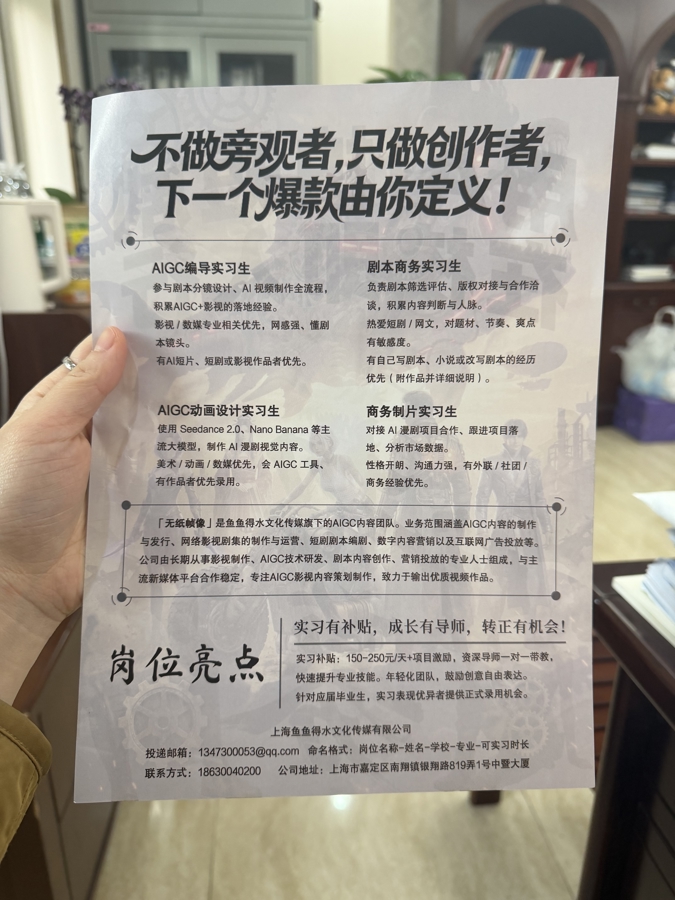 不做旁观者,只做创作者,
下一个爆款由你定义!
AIGC编导实习生
参与剧本分镜设计、AI 视频制作全流程,
积累AIGC+影视的落地经验。
影视 / 数媒专业相关优先,网感强、懂剧
本镜头。
有AI短片、短剧或影视作品者优先。
剧本商务实习生
负责剧本筛选评估、版权对接与合作洽
谈,积累内容判断与人脉。
热爱短剧 / 网文,对题材、节奏、爽点
有敏感度。
有自己写剧本、小说或改写剧本的经历
优先(附作品并详细说明)。
AIGC动画设计实习生
使用 Seedance 2.0、Nano Banana 等主
流大模型,制作 AI 漫剧视觉内容。
美术 / 动画 / 数媒优先,会 AIGC 工具、
有作品者优先录用。
商务制片实习生
对接 AI 漫剧项目合作、跟进项目落
地、分析市场数据。
性格开朗、沟通力强,有外联 / 社团 /
商务经验优先。
「无纸帧像」是鱼鱼得水文化传媒旗下的AIGC内容团队。业务范围涵盖AIGC内容的制作
与发行、网络影视剧集的制作与运营、短剧剧本编剧、数字内容营销以及互联网广告投放等。
公司由长期从事影视制作、AIGC技术研发、剧本内容创作、营销投放的专业人士组成,与主
流新媒体平台合作稳定,专注AIGC影视内容策划制作,致力于输出优质视频作品。
岗位亮点
实习有补贴,成长有导师,转正有机会!
实习补贴:150-250元/天+项目激励,资深导师一对一带教,
快速提升专业技能。年轻化团队,鼓励创意自由表达。
针对应届毕业生,实习表现优异者提供正式录用机会。
上海鱼鱼得水文化传媒有限公司
投递邮箱:1347300053@qq.com 命名格式:岗位名称-姓名-学校-专业-可实习时长
联系方式:18630040200 公司地址:上海市嘉定区南翔镇银翔路819弄1号中暨大厦